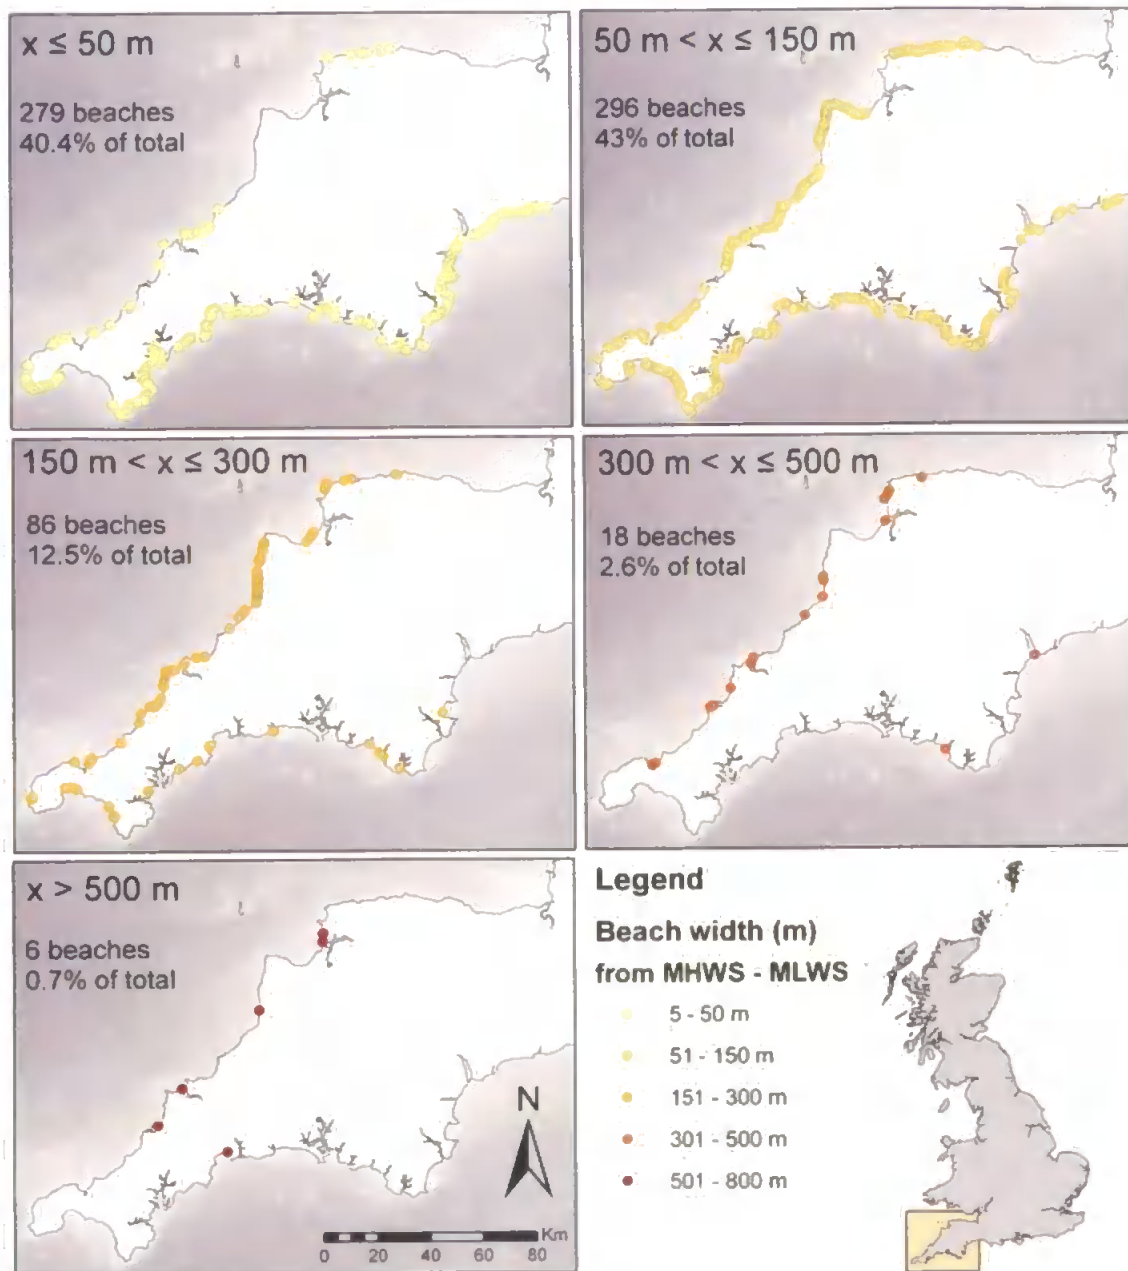 x ≤ 50 m
279 beaches
40.4% of total
50 m < x ≤ 150 m
296 beaches
43% of total
150 m < x ≤ 300 m
86 beaches
12.5% of total
300 m < x ≤ 500 m
18 beaches
2.6% of total
x > 500 m
6 beaches
0.7% of total
N
Km
0 20 40 60 80
Legend
Beach width (m)
from MHWS - MLWS
5 - 50 m
51 - 150 m
151 - 300 m
301 - 500 m
501 - 800 m